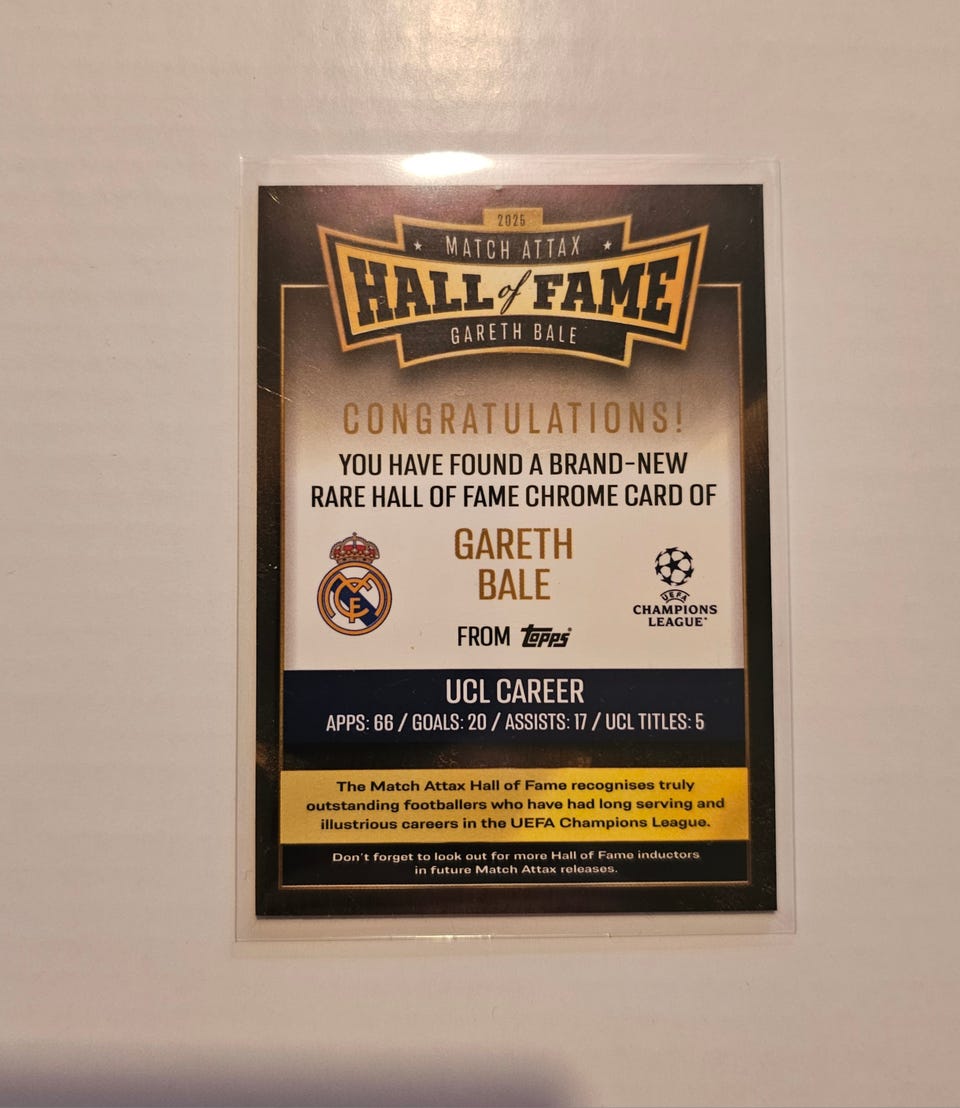 2025
MATCH ATTAX
HALL of FAME
GARETH BALE
CONGRATULATIONS!
YOU HAVE FOUND A BRAND-NEW
RARE HALL OF FAME CHROME CARD OF
GARETH
BALE
UEFA
CHAMPIONS
LEAGUE
FROM Topps
UCL CAREER
APPS: 66 / GOALS: 20 / ASSISTS: 17 / UCL TITLES: 5
The Match Attax Hall of Fame recognises truly
outstanding footballers who have had long serving and
illustrious careers in the UEFA Champions League.
Don't forget to look out for more Hall of Fame inductors
in future Match Attax releases.